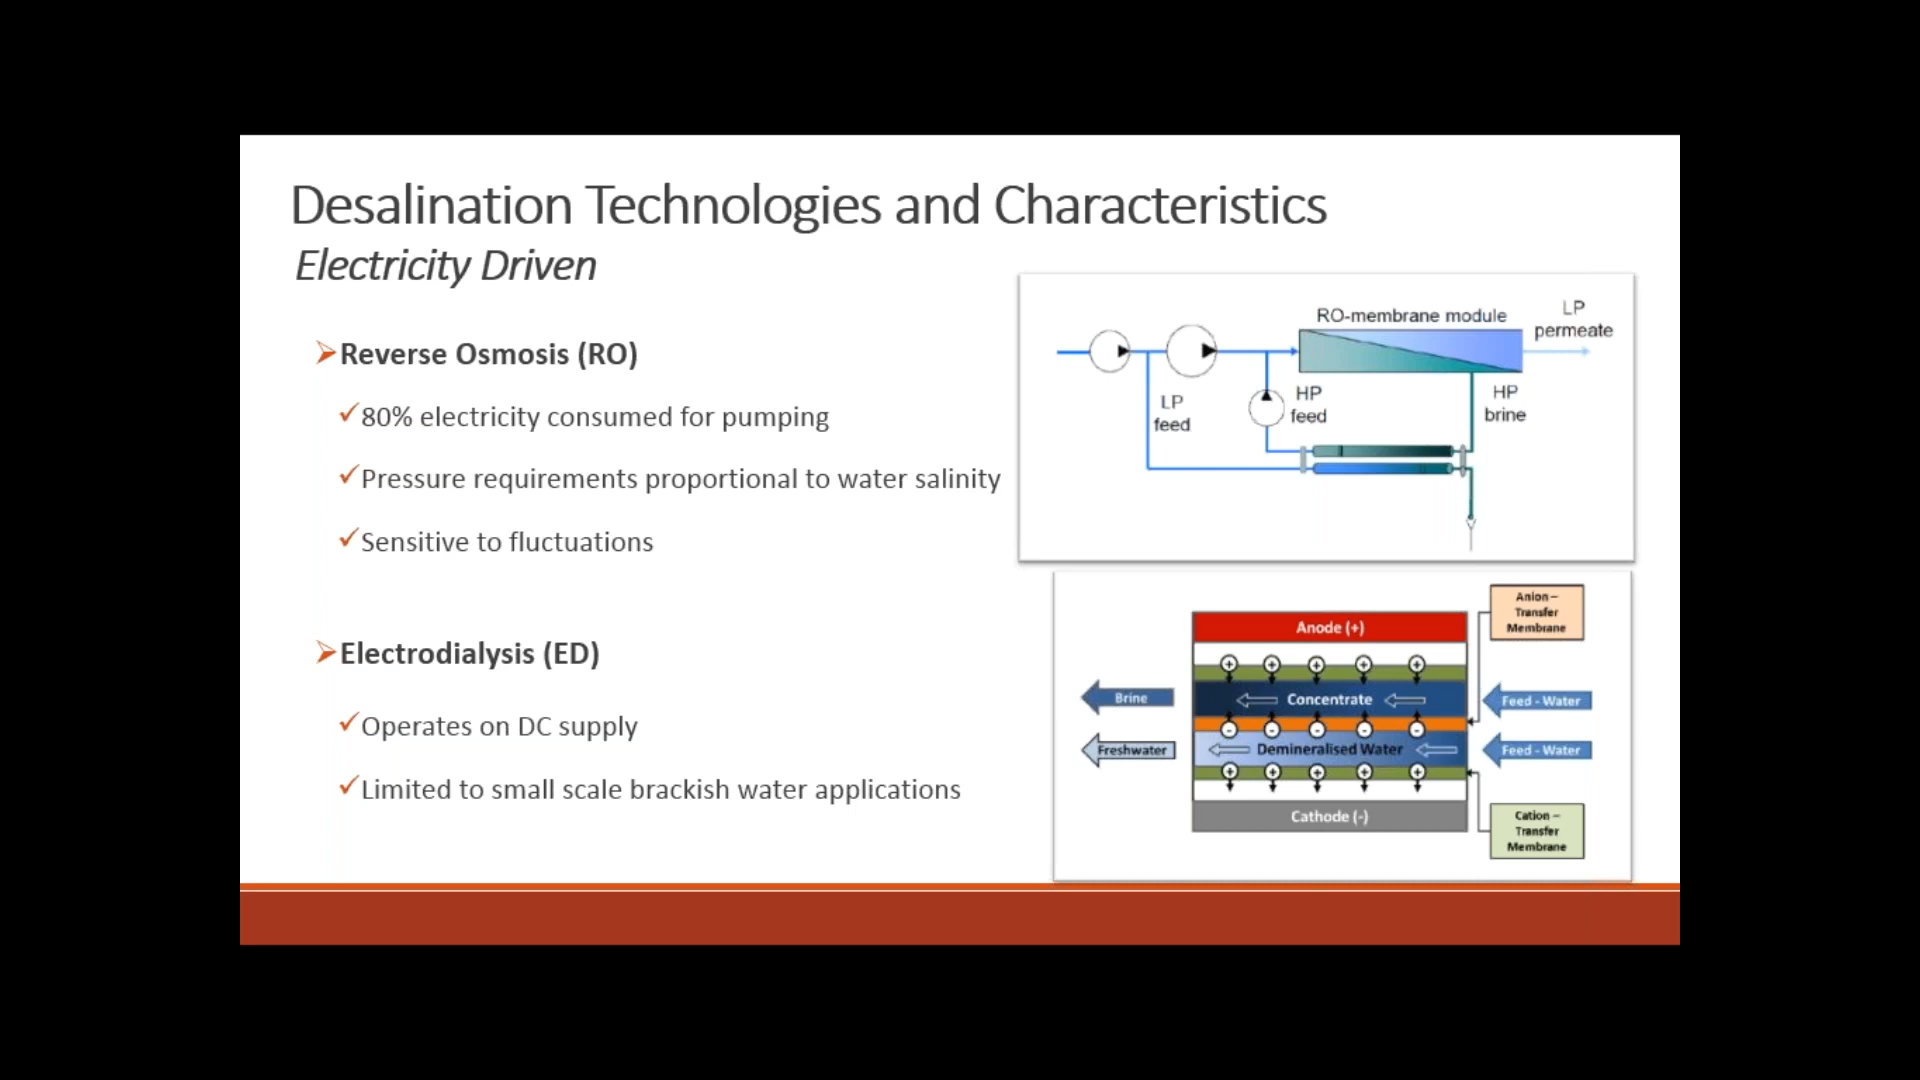 Desalination Technologies and Characteristics
Electricity Driven
Reverse Osmosis (RO)
80% electricity consumed for pumping
Pressure requirements proportional to water salinity
Sensitive to fluctuations
Electrodialysis (ED)
Operates on DC supply
Limited to small scale brackish water applications
RO-membrane module
LP
permeate
LP
feed
HP
feed
HP
brine
Anion –
Transfer
Membrane
Anode (+)
+ + + + +
Brine
Concentrate
Feed - Water
- - - - -
Freshwater
Demineralised Water
Feed - Water
+ + + + +
Cathode (-)
Cation –
Transfer
Membrane